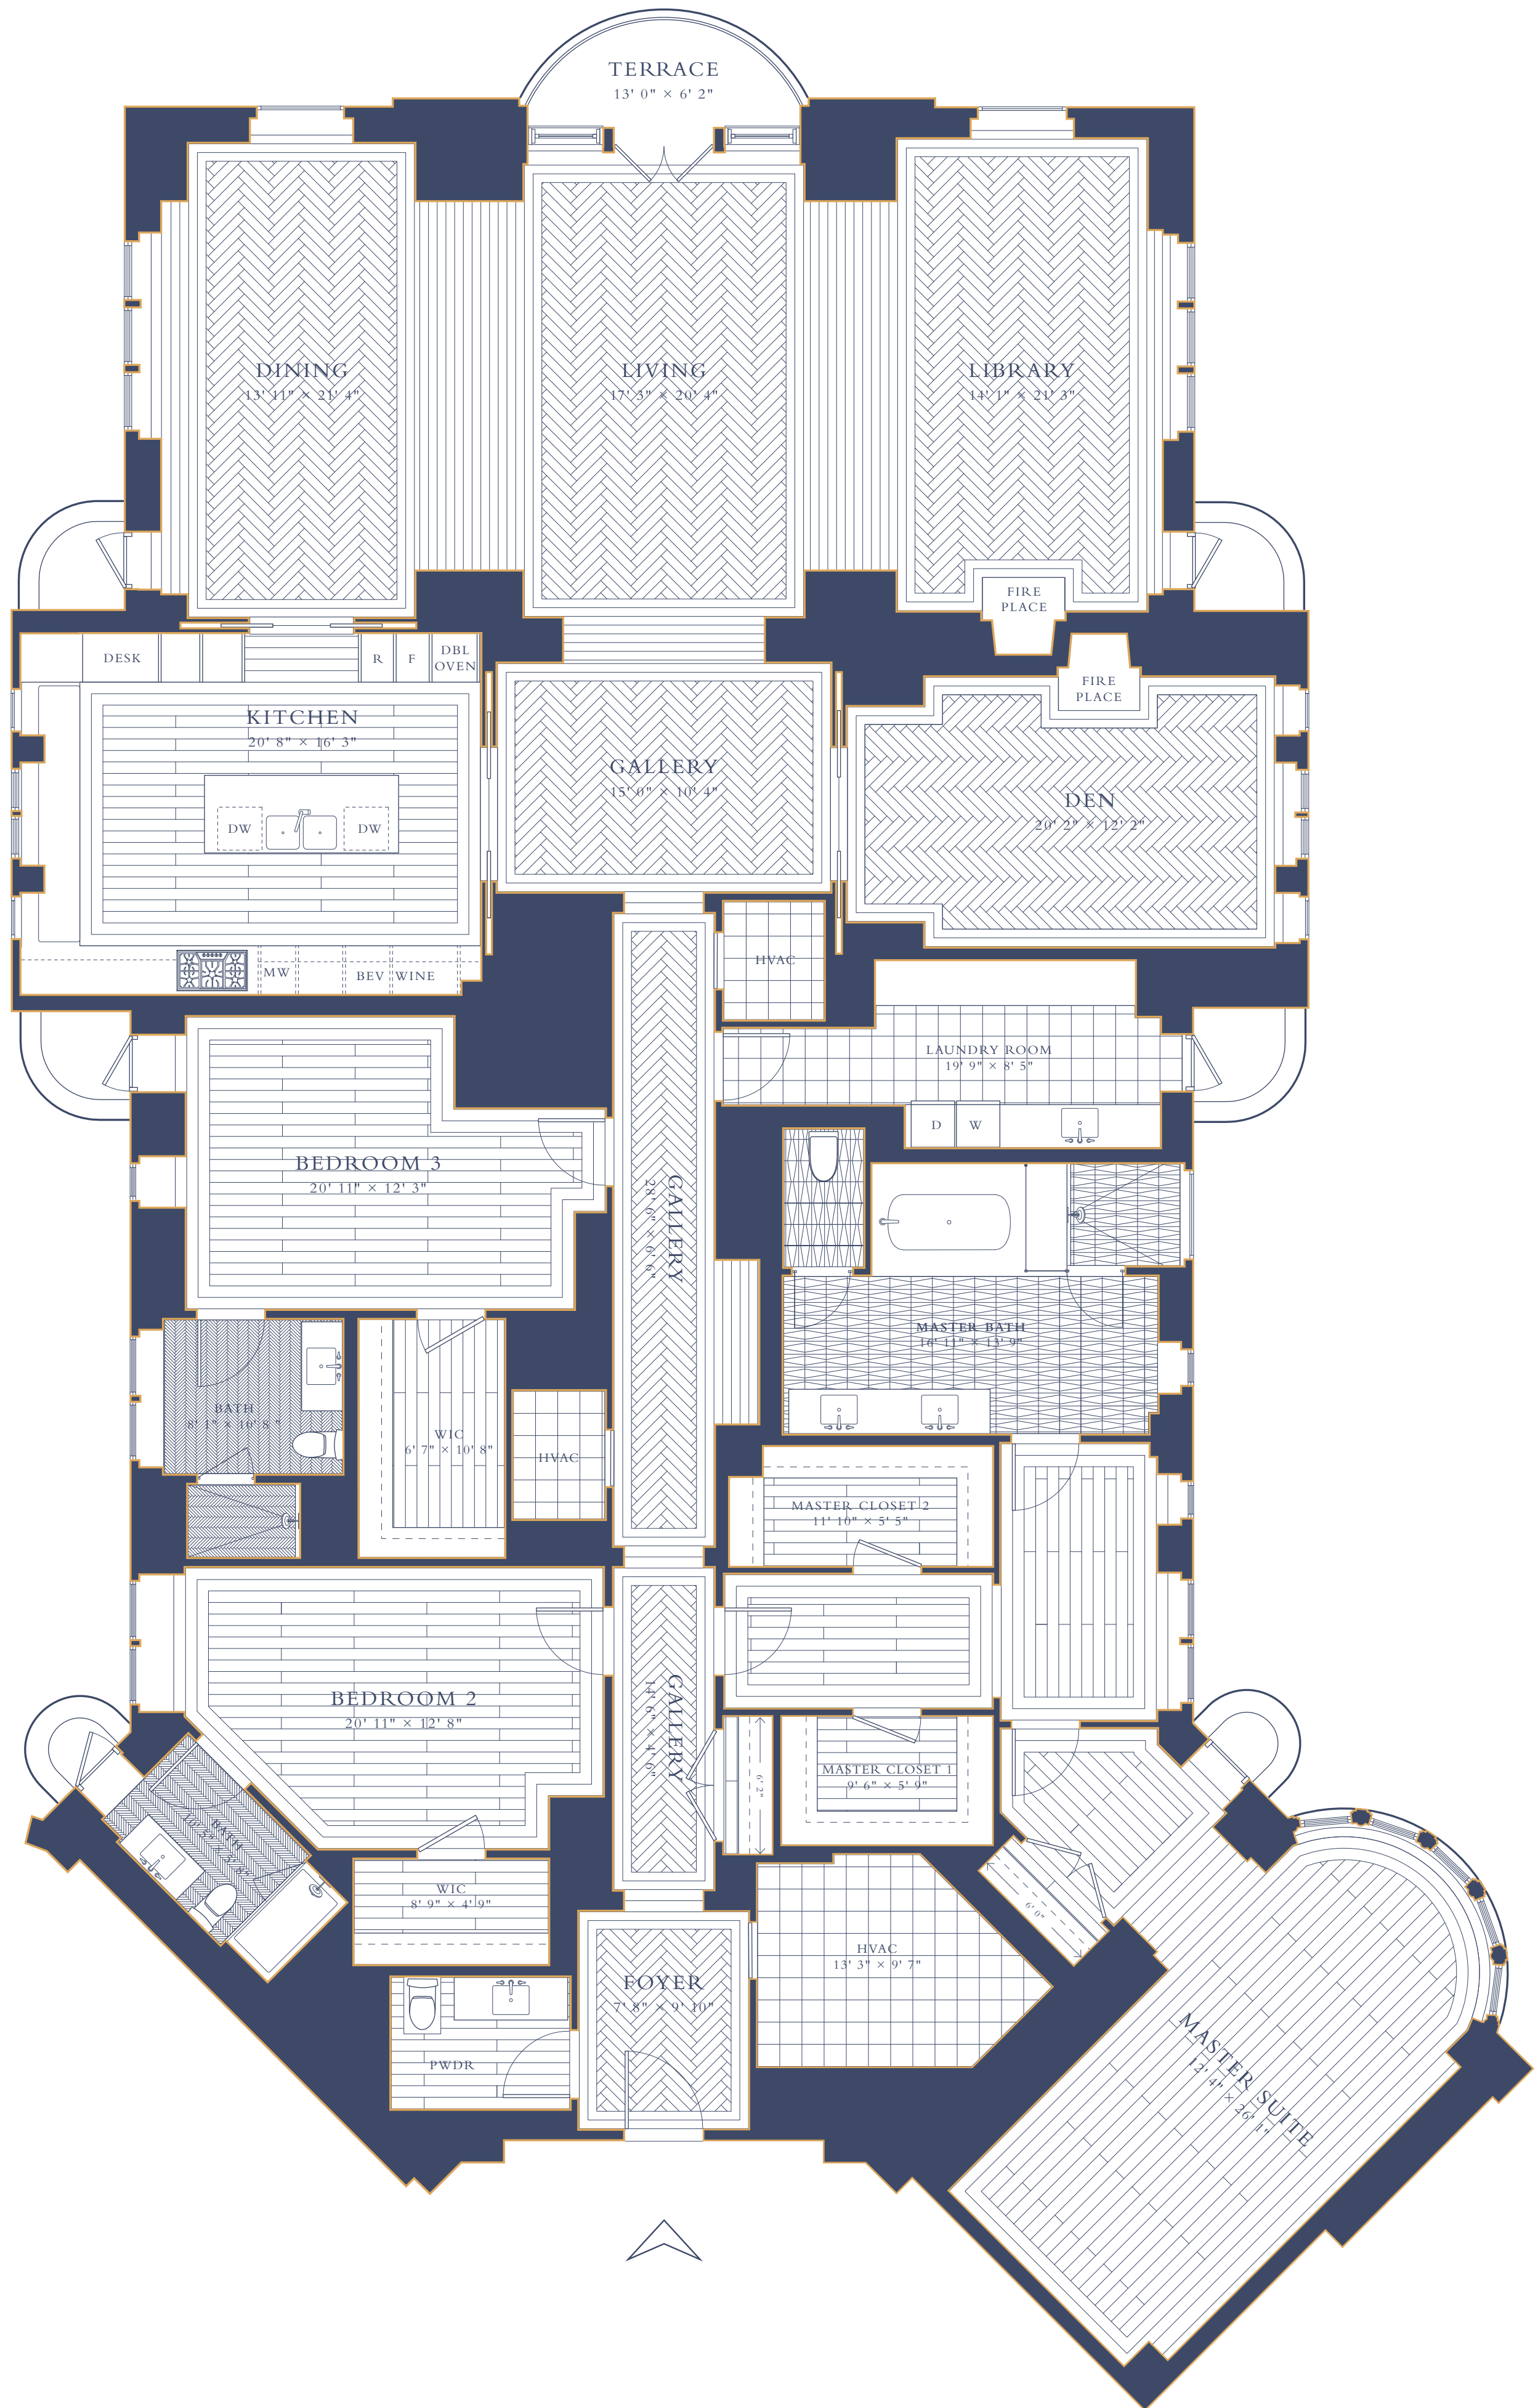 TERRACE
13' 0" × 6' 2"
DINING
13' 11" × 21' 4"
LIVING
17' 3" × 20' 4"
LIBRARY
14' 1" × 21' 3"
FIRE
PLACE
DESK
R
F
DBL
OVEN
FIRE
PLACE
KITCHEN
20' 8" × 16' 3"
GALLERY
15' 0" × 10' 4"
DEN
20' 2" × 12' 2"
DW
DW
MW
BEV
WINE
HVAC
LAUNDRY ROOM
19' 9" × 8' 5"
D
W
BEDROOM 3
20' 11" × 12' 3"
GALLERY
28' 6" × 6' 6"
MASTER BATH
16' 11" × 13' 9"
BATH
8' 1" × 10' 8"
WIC
6' 7" × 10' 8"
HVAC
MASTER CLOSET 2
11' 10" × 5' 5"
BEDROOM 2
20' 11" × 12' 8"
GALLERY
14' 6" × 4' 6"
6' 2"
MASTER CLOSET 1
9' 6" × 5' 9"
BATH
WIC
8' 9" × 4' 9"
6' 0"
HVAC
13' 3" × 9' 7"
FOYER
7' 8" × 9' 10"
PWDR
MASTER SUITE
12' 4" × 26' 1"